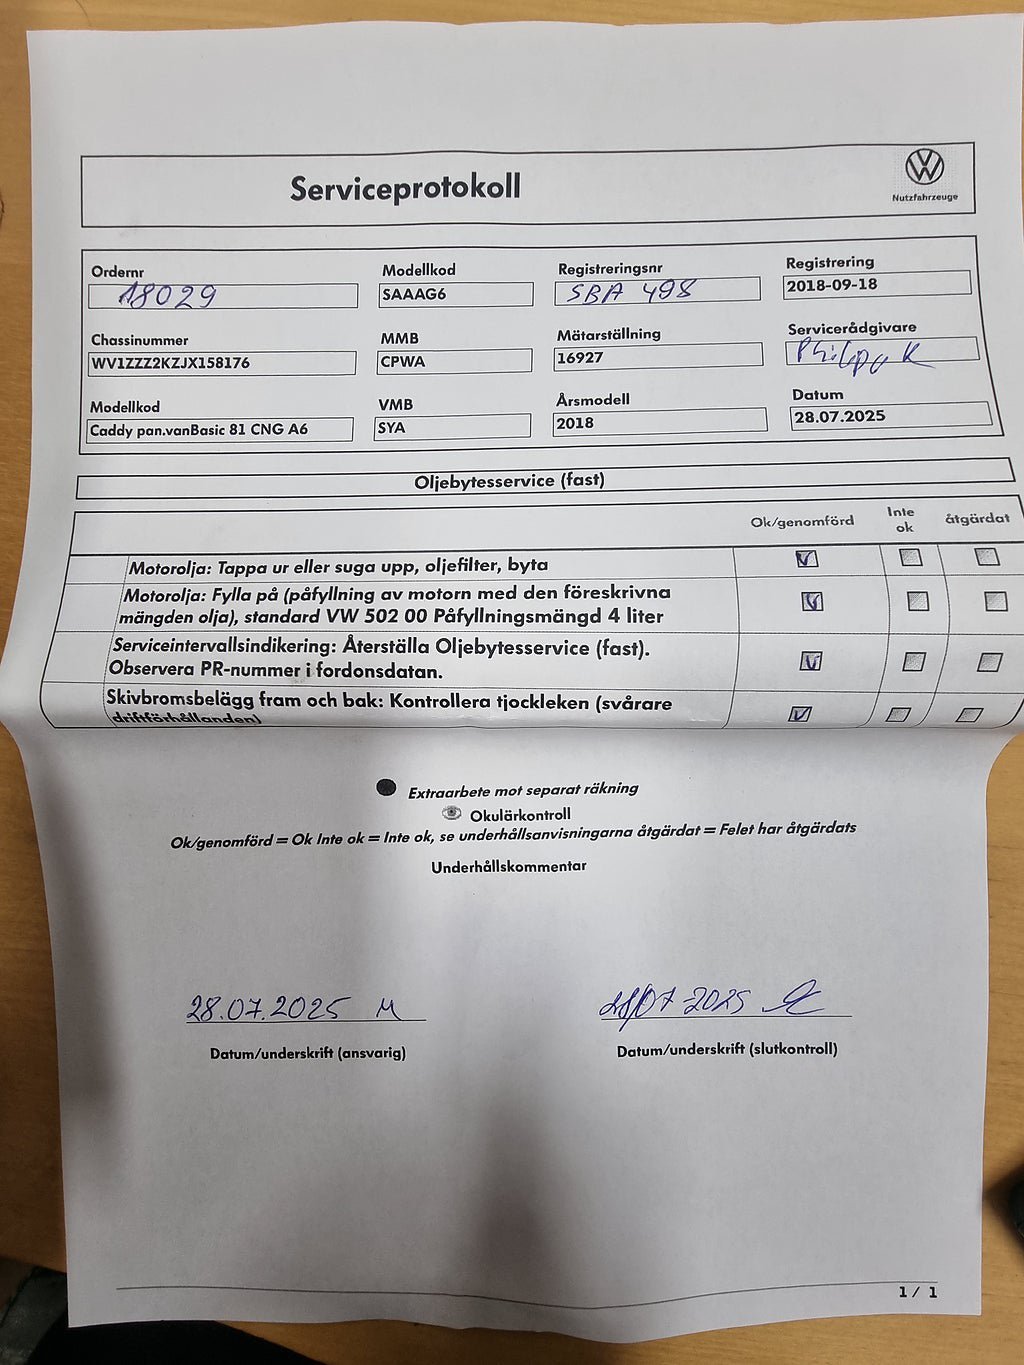 Serviceprotokoll
Nutzfahrzeuge
Ordernr Modellkod Registreringsnr Registrering
18029 SAAAG6 SBA 498 2018-09-18
Chassinummer MMB Mätarställning Servicerådgivare
WV1ZZZ2KZJX158176 CPWA 16927
Modellkod VMB Årsmodell Datum
Caddy pan.vanBasic 81 CNG A6 SYA 2018 28.07.2025
Oljebytesservice (fast)
Ok/genomförd Inte ok åtgärdat
Motorolja: Tappa ur eller suga upp, oljefilter, byta
Motorolja: Fylla på (påfyllning av motorn med den föreskrivna
mängden olja), standard VW 502 00 Påfyllningsmängd 4 liter
Serviceintervallsindikering: Återställa Oljebytesservice (fast).
Observera PR-nummer i fordonsdatan.
Skivbromsbelägg fram och bak: Kontrollera tjockleken (svårare
driftförhållanden)
Extraarbete mot separat räkning
Okulärkontroll
Ok/genomförd = Ok Inte ok = Inte ok, se underhållsanvisningarna åtgärdat = Felet har åtgärdats
Underhållskommentar
28.07.2025 28/07-2025
Datum/underskrift (ansvarig) Datum/underskrift (slutkontroll)
1 / 1